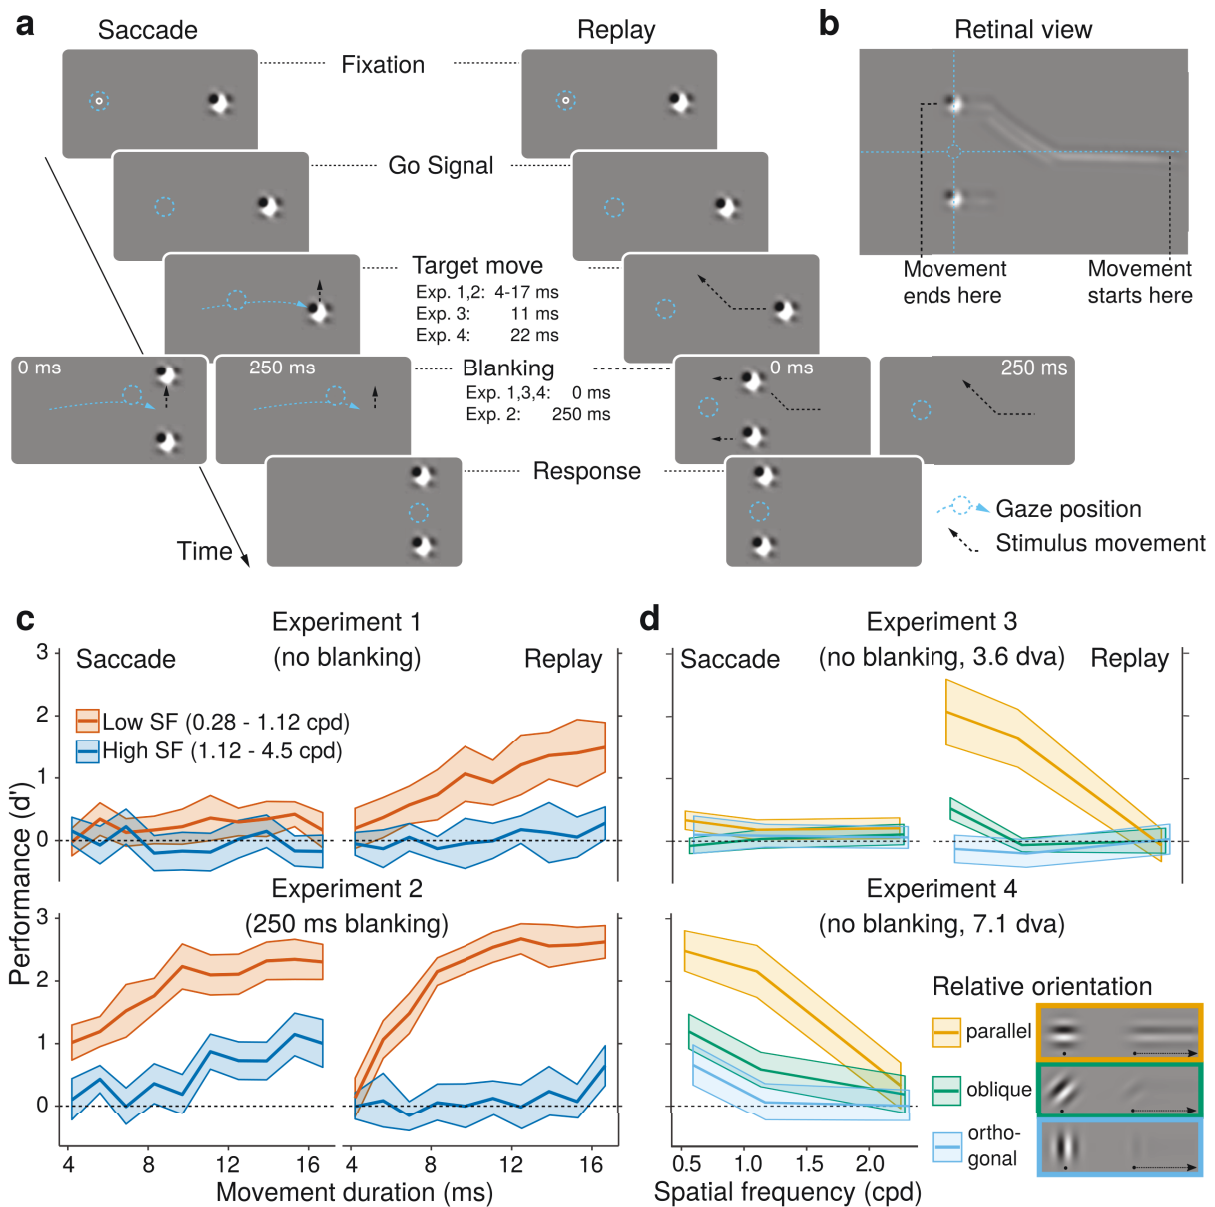 a
Saccade
Replay
b
Retinal view
Fixation
Go Signal
Target move
Exp. 1,2: 4-17 ms
Exp. 3: 11 ms
Exp. 4: 22 ms
Movement
ends here
Movement
starts here
0 ms
250 ms
Blanking
Exp. 1,3,4: 0 ms
Exp. 2: 250 ms
0 ms
250 ms
Response
Time
Gaze position
Stimulus movement
c
Experiment 1
(no blanking)
Saccade
Replay
Low SF (0.28 - 1.12 cpd)
High SF (1.12 - 4.5 cpd)
3
2
1
0
Experiment 2
(250 ms blanking)
3
2
1
0
Performance (d')
4 8 12 16 4 8 12 16
Movement duration (ms)
d
Experiment 3
(no blanking, 3.6 dva)
Saccade
Replay
Experiment 4
(no blanking, 7.1 dva)
0.5 1.0 1.5 2.0
Spatial frequency (cpd)
Relative orientation
parallel
oblique
ortho-
gonal